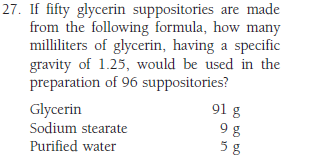 27. If fifty glycerin suppositories are made
from the following formula, how many
milliliters of glycerin, having a specific
gravity of 1.25, would be used in the
preparation of 96 suppositories?
Glycerin 91 g
Sodium stearate 9 g
Purified water 5 g